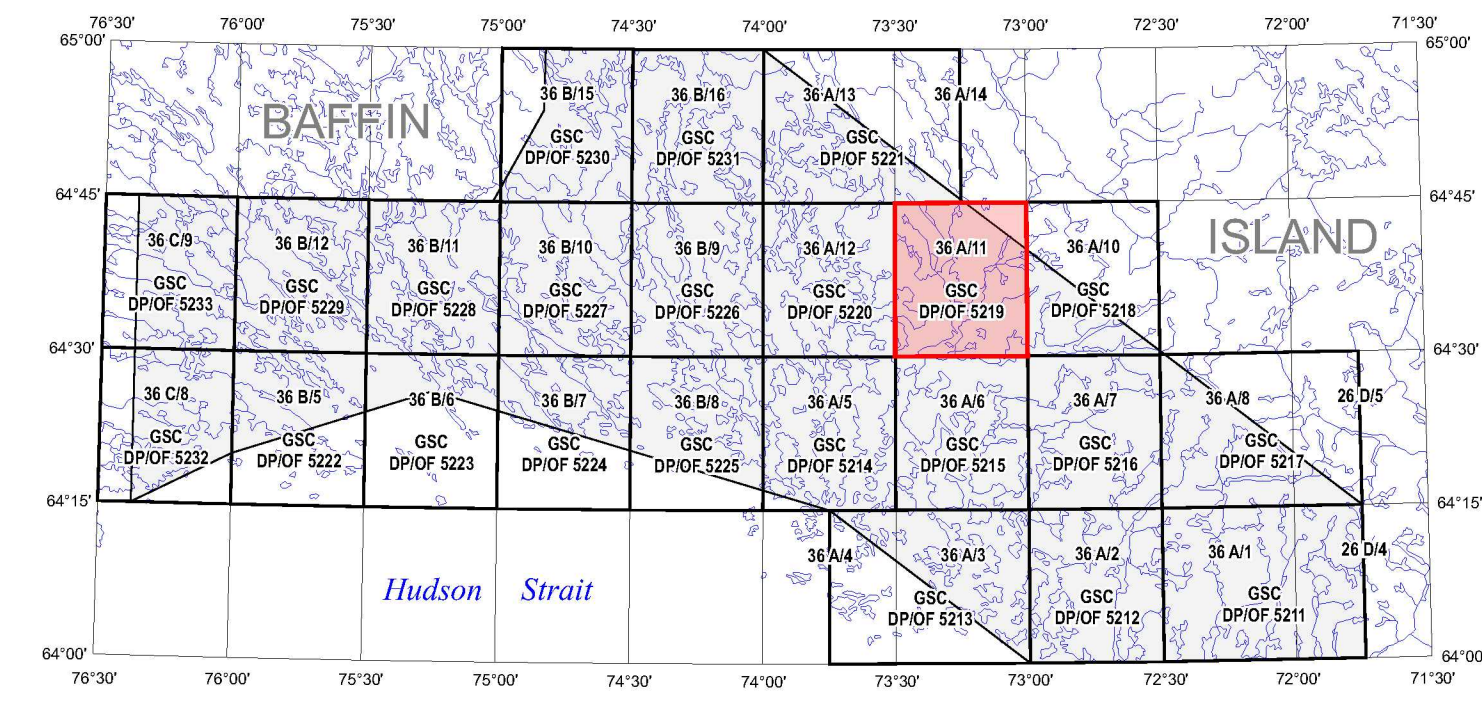 76°30' 76°00' 75°30' 75°00' 74°30' 74°00' 73°30' 73°00' 72°30' 72°00' 71°30'
65°00' 65°00'
BAFFIN
36 B/15 36 B/16 36 A/13 36 A/14
GSC GSC GSC
DP/OF 5230 DP/OF 5231 DP/OF 5221
64°45' 64°45'
ISLAND
36 C/9 36 B/12 36 B/11 36 B/10 36 B/9 36 A/12 36 A/11 36 A/10
GSC GSC GSC GSC GSC GSC GSC GSC
DP/OF 5233 DP/OF 5229 DP/OF 5228 DP/OF 5227 DP/OF 5226 DP/OF 5220 DP/OF 5219 DP/OF 5218
64°30' 64°30'
36 C/8 36 B/5 36 B/6 36 B/7 36 B/8 36 A/5 36 A/6 36 A/7 36 A/8 26 D/5
GSC GSC GSC GSC GSC GSC GSC GSC GSC
DP/OF 5232 DP/OF 5222 DP/OF 5223 DP/OF 5224 DP/OF 5225 DP/OF 5214 DP/OF 5215 DP/OF 5216 DP/OF 5217
64°15' 64°15'
36 A/4 36 A/3 36 A/2 36 A/1 26 D/4
Hudson Strait
GSC GSC GSC
DP/OF 5213 DP/OF 5212 DP/OF 5211
64°00' 64°00'
76°30' 76°00' 75°30' 75°00' 74°30' 74°00' 73°30' 73°00' 72°30' 72°00' 71°30'